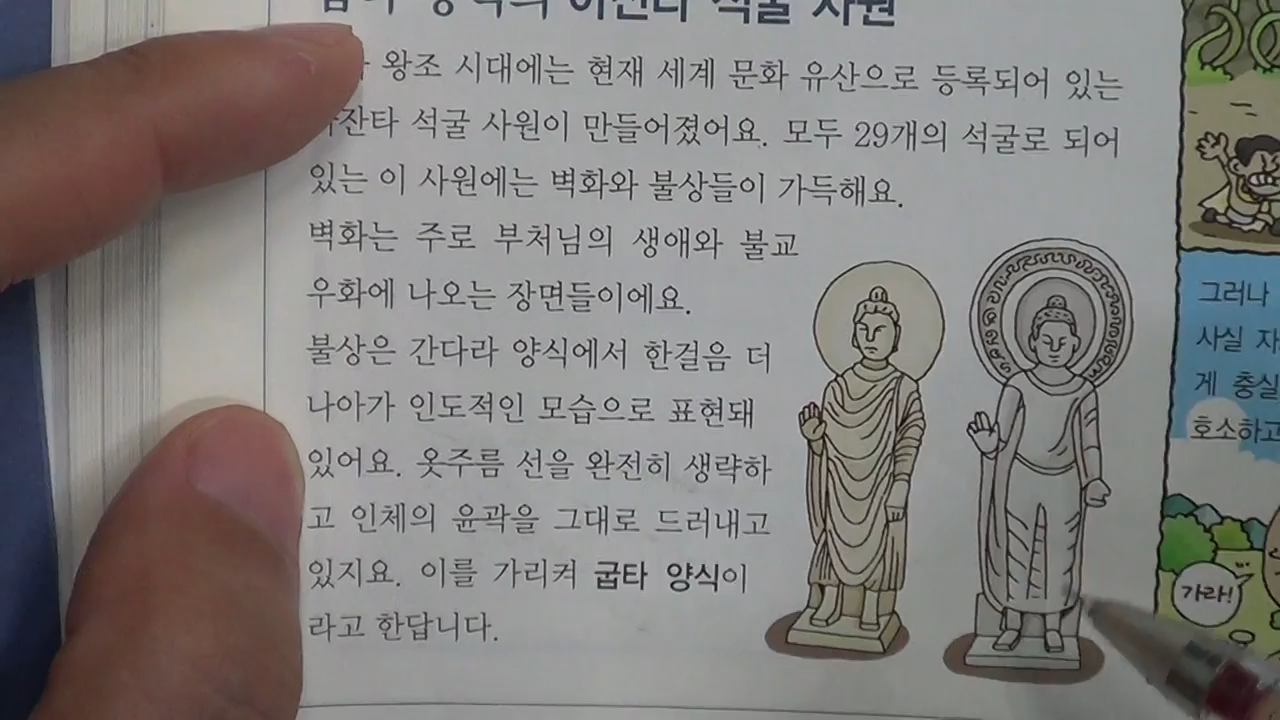 아잔타 석굴 사원
왕조 시대에는 현재 세계 문화 유산으로 등록되어 있는
잔타 석굴 사원이 만들어졌어요. 모두 29개의 석굴로 되어
있는 이 사원에는 벽화와 불상들이 가득해요.
벽화는 주로 부처님의 생애와 불교
우화에 나오는 장면들이에요.
불상은 간다라 양식에서 한걸음 더
나아가 인도적인 모습으로 표현돼
있어요. 옷주름 선을 완전히 생략하
고 인체의 윤곽을 그대로 드러내고
있지요. 이를 가리켜 굽타 양식이
라고 한답니다.
그러나
사실 자
게 충실
호소하고
가라!